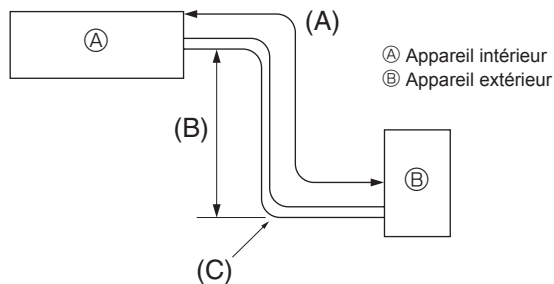 (A)
Ⓐ
Ⓐ Appareil intérieur
Ⓑ Appareil extérieur
(B)
Ⓑ
(C)